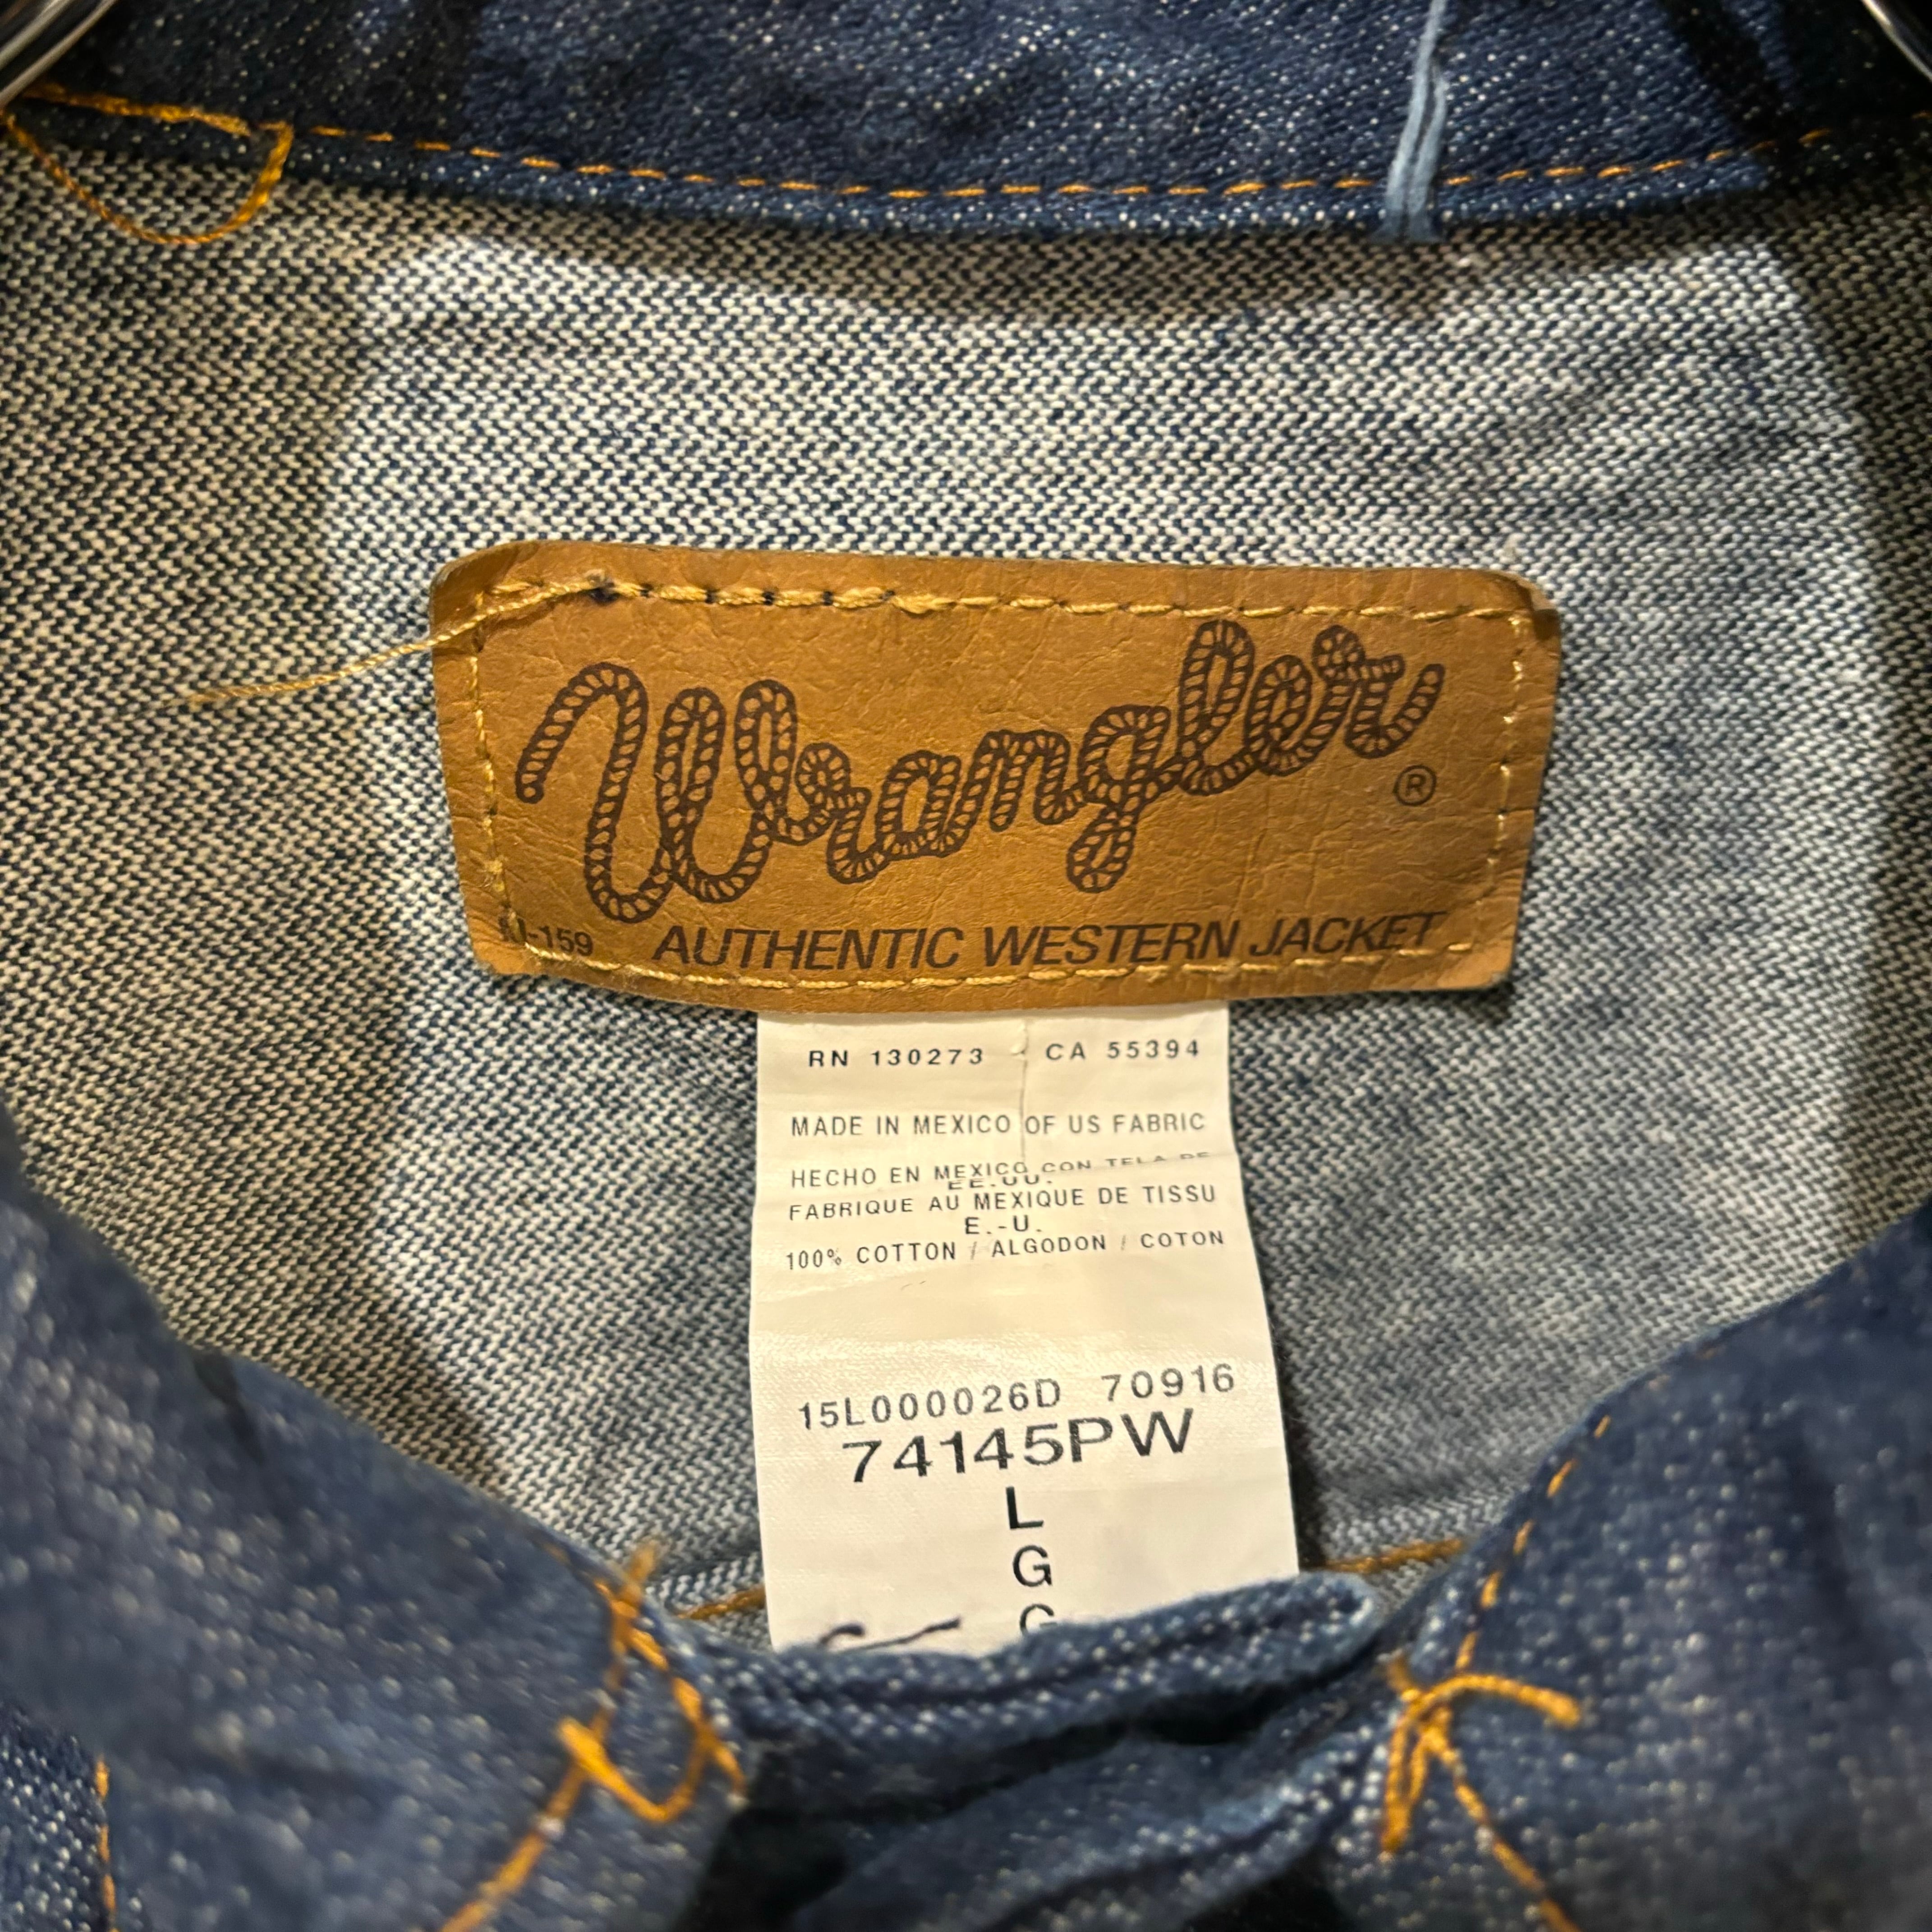 Wrangler
®
-159 AUTHENTIC WESTERN JACKET
RN 130273 CA 55394
MADE IN MEXICO OF US FABRIC
HECHO EN MEXICO CON TELA DE
EE.UU.
FABRIQUE AU MEXIQUE DE TISSU
E.-U.
100% COTTON / ALGODON / COTON
15L000026D 70916
74145PW
L
G
G